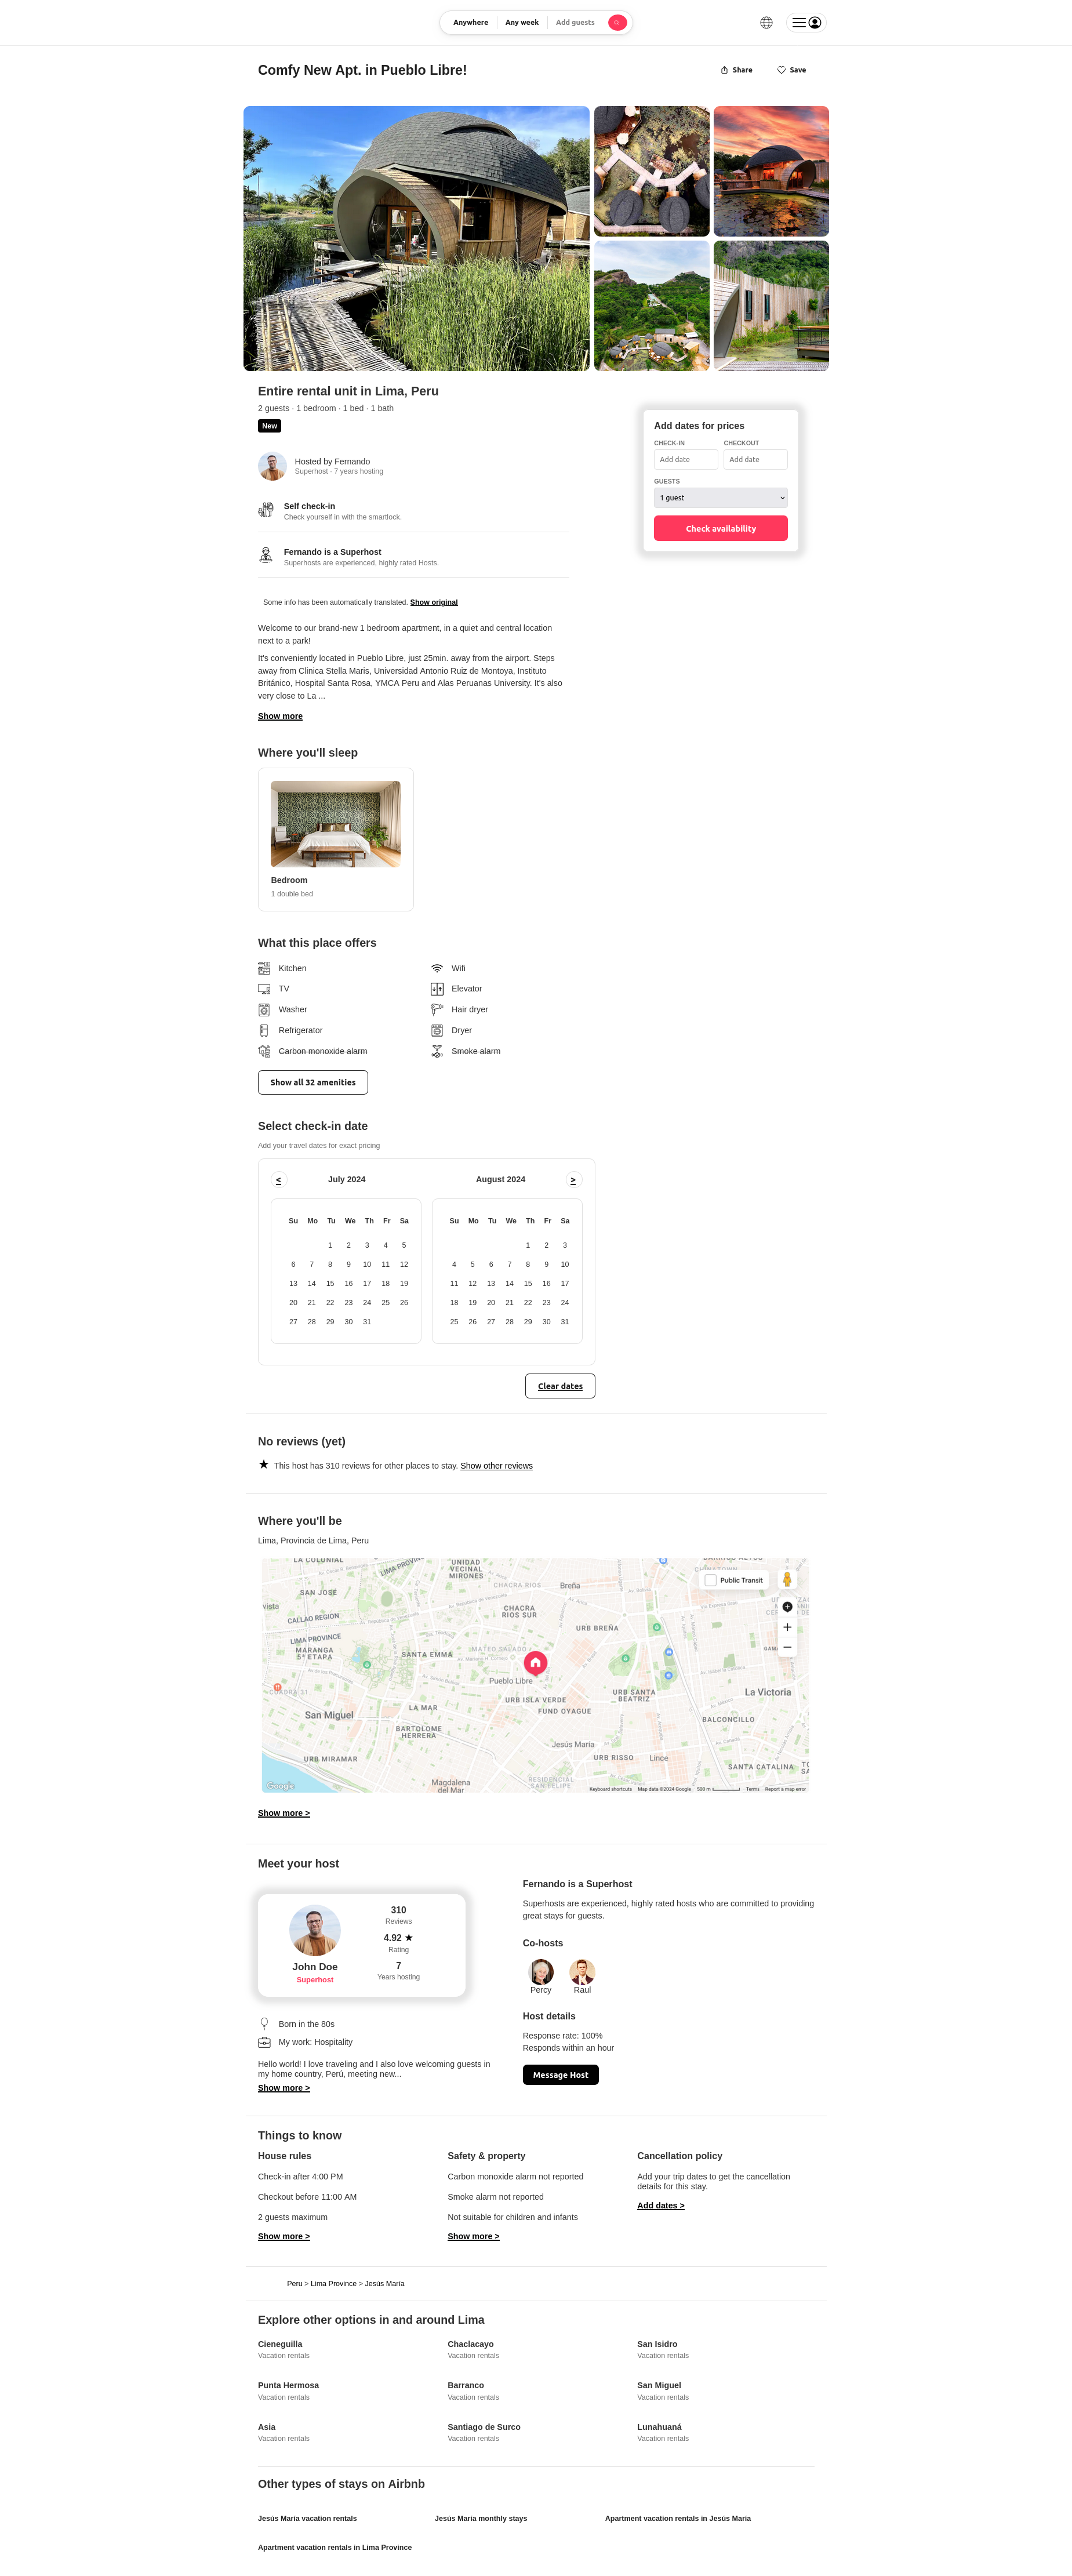 Anywhere Any week Add guests
Comfy New Apt. in Pueblo Libre!
Share Save
Entire rental unit in Lima, Peru
2 guests · 1 bedroom · 1 bed · 1 bath
New
Hosted by Fernando
Superhost · 7 years hosting
Self check-in
Check yourself in with the smartlock.
Fernando is a Superhost
Superhosts are experienced, highly rated Hosts.
Add dates for prices
CHECK-IN CHECKOUT
Add date Add date
GUESTS
1 guest
Check availability
Some info has been automatically translated. Show original
Welcome to our brand-new 1 bedroom apartment, in a quiet and central location
next to a park!
It's conveniently located in Pueblo Libre, just 25min. away from the airport. Steps
away from Clinica Stella Maris, Universidad Antonio Ruiz de Montoya, Instituto
Británico, Hospital Santa Rosa, YMCA Peru and Alas Peruanas University. It's also
very close to La ...
Show more
Where you'll sleep
Bedroom
1 double bed
What this place offers
Kitchen Wifi
TV Elevator
Washer Hair dryer
Refrigerator Dryer
Carbon monoxide alarm Smoke alarm
Show all 32 amenities
Select check-in date
Add your travel dates for exact pricing
< July 2024 August 2024 >
Su Mo Tu We Th Fr Sa
1 2 3 4 5
6 7 8 9 10 11 12
13 14 15 16 17 18 19
20 21 22 23 24 25 26
27 28 29 30 31
Su Mo Tu We Th Fr Sa
1 2 3
4 5 6 7 8 9 10
11 12 13 14 15 16 17
18 19 20 21 22 23 24
25 26 27 28 29 30 31
Clear dates
No reviews (yet)
★ This host has 310 reviews for other places to stay. Show other reviews
Where you'll be
Lima, Provincia de Lima, Peru
LA COLONIAL
LIMA PROVINC
UNIDAD
VECINAL
MIRONES
CHACRA RIOS
Breña
Public Transit
SAN JOSÉ
vista
CALLAO REGION
LIMA PROVINCE
CHACRA
RIOS SUR
URB BREÑA
MARANGA
5ª ETAPA
SANTA EMMA
MATEO SALADO
Pueblo Libre
URB ISLA VERDE
URB SANTA
BEATRIZ
La Victoria
San Miguel
LA MAR
FUND OYAGUE
BARTOLOME
HERRERA
BALCONCILLO
Jesús María
URB MIRAMAR
URB RISSO
Lince
SANTA CATALINA
Magdalena
del Mar
RESIDENCIAL
SAN FELIPE
Google
Keyboard shortcuts Map data ©2024 Google 500 m Terms Report a map error
Show more >
Meet your host
310
Reviews
4.92 ★
Rating
7
Years hosting
John Doe
Superhost
Born in the 80s
My work: Hospitality
Hello world! I love traveling and I also love welcoming guests in
my home country, Perú, meeting new...
Show more >
Fernando is a Superhost
Superhosts are experienced, highly rated hosts who are committed to providing
great stays for guests.
Co-hosts
Percy Raul
Host details
Response rate: 100%
Responds within an hour
Message Host
Things to know
House rules
Check-in after 4:00 PM
Checkout before 11:00 AM
2 guests maximum
Show more >
Safety & property
Carbon monoxide alarm not reported
Smoke alarm not reported
Not suitable for children and infants
Show more >
Cancellation policy
Add your trip dates to get the cancellation
details for this stay.
Add dates >
Peru > Lima Province > Jesús María
Explore other options in and around Lima
Cieneguilla Chaclacayo San Isidro
Vacation rentals Vacation rentals Vacation rentals
Punta Hermosa Barranco San Miguel
Vacation rentals Vacation rentals Vacation rentals
Asia Santiago de Surco Lunahuaná
Vacation rentals Vacation rentals Vacation rentals
Other types of stays on Airbnb
Jesús María vacation rentals Jesús María monthly stays Apartment vacation rentals in Jesús María
Apartment vacation rentals in Lima Province